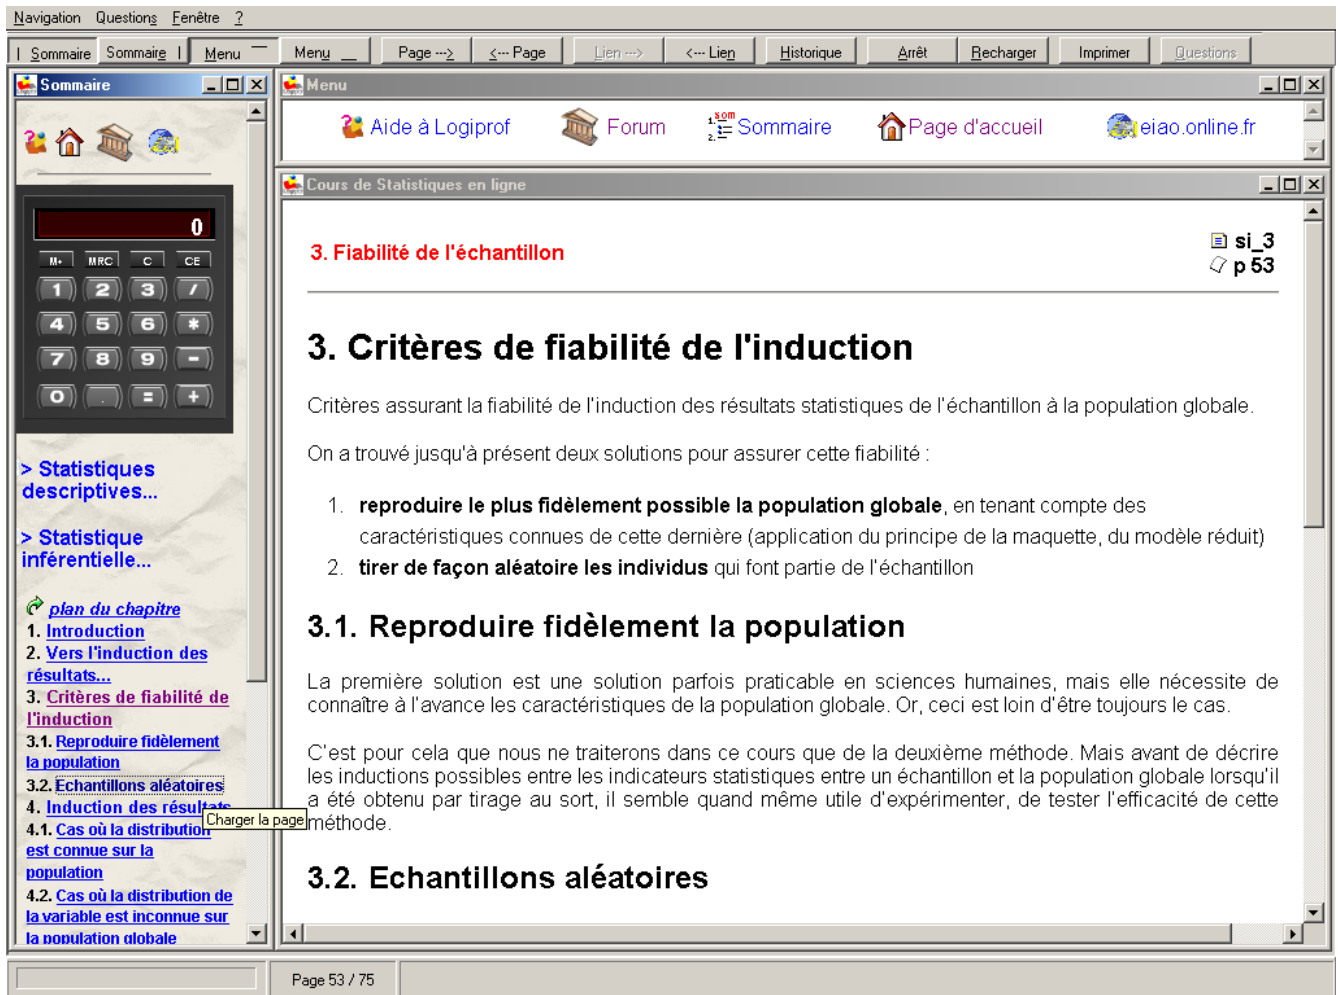 Navigation Questions Fenêtre ?
| Sommaire Sommaire | Menu ¯ Menu _ Page ---> <--- Page Lien ---> <--- Lien Historique Arrêt Recharger Imprimer Questions
Sommaire
0
M+ MRC C CE
1 2 3 /
4 5 6 *
7 8 9 -
0 . = +
> Statistiques
descriptives...
> Statistique
inférentielle...
plan du chapitre
1. Introduction
2. Vers l'induction des
résultats...
3. Critères de fiabilité de
l'induction
3.1. Reproduire fidèlement
la population
3.2. Echantillons aléatoires
4. Induction des résultats
Charger la page
4.1. Cas où la distribution
est connue sur la
population
4.2. Cas où la distribution de
la variable est inconnue sur
la population globale
Menu
Aide à Logiprof Forum 1. som 2. Sommaire Page d'accueil eiao.online.fr
Cours de Statistiques en ligne
3. Fiabilité de l'échantillon
si_3
p 53
3. Critères de fiabilité de l'induction
Critères assurant la fiabilité de l'induction des résultats statistiques de l'échantillon à la population globale.
On a trouvé jusqu'à présent deux solutions pour assurer cette fiabilité :
1. reproduire le plus fidèlement possible la population globale, en tenant compte des
caractéristiques connues de cette dernière (application du principe de la maquette, du modèle réduit)
2. tirer de façon aléatoire les individus qui font partie de l'échantillon
3.1. Reproduire fidèlement la population
La première solution est une solution parfois praticable en sciences humaines, mais elle nécessite de
connaître à l'avance les caractéristiques de la population globale. Or, ceci est loin d'être toujours le cas.
C'est pour cela que nous ne traiterons dans ce cours que de la deuxième méthode. Mais avant de décrire
les inductions possibles entre les indicateurs statistiques entre un échantillon et la population globale lorsqu'il
a été obtenu par tirage au sort, il semble quand même utile d'expérimenter, de tester l'efficacité de cette
méthode.
3.2. Echantillons aléatoires
Page 53 / 75